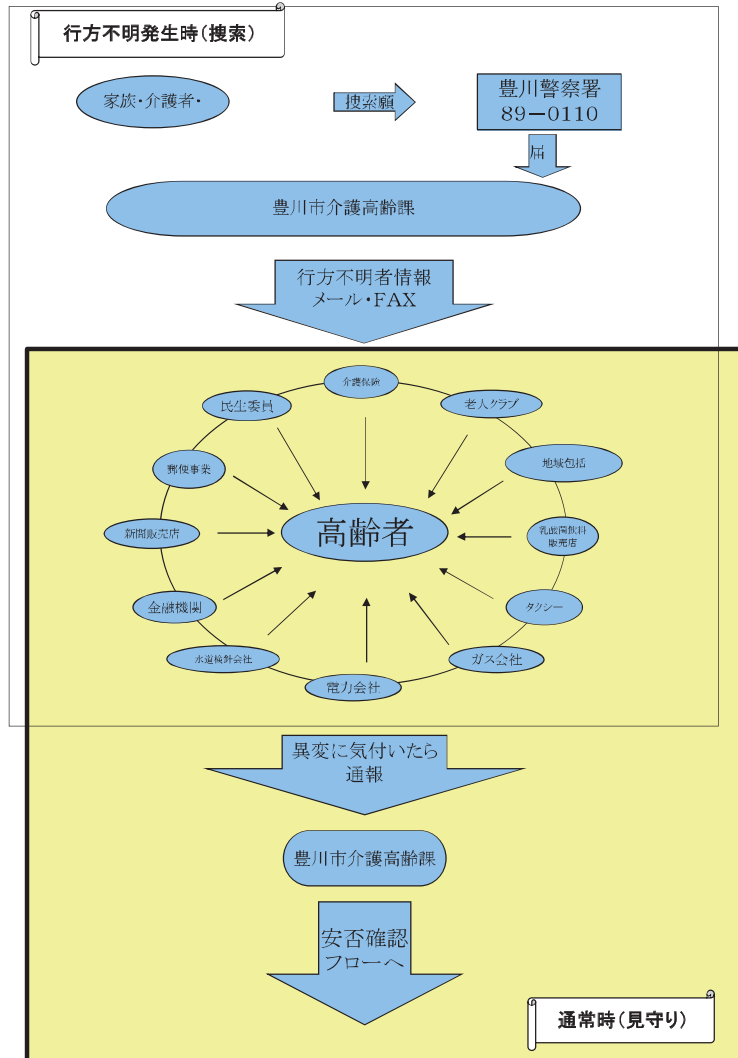 行方不明発生時(捜索)
家族・介護者・
捜索願
豊川警察署
89－0110
届
豊川市介護高齢課
行方不明者情報
メール・FAX
介護保険
民生委員
老人クラブ
郵便事業
地域包括
高齢者
新聞販売店
乳酸菌飲料
販売店
金融機関
タクシー
水道検針会社
ガス会社
電力会社
異変に気付いたら
通報
豊川市介護高齢課
安否確認
フローへ
通常時(見守り)